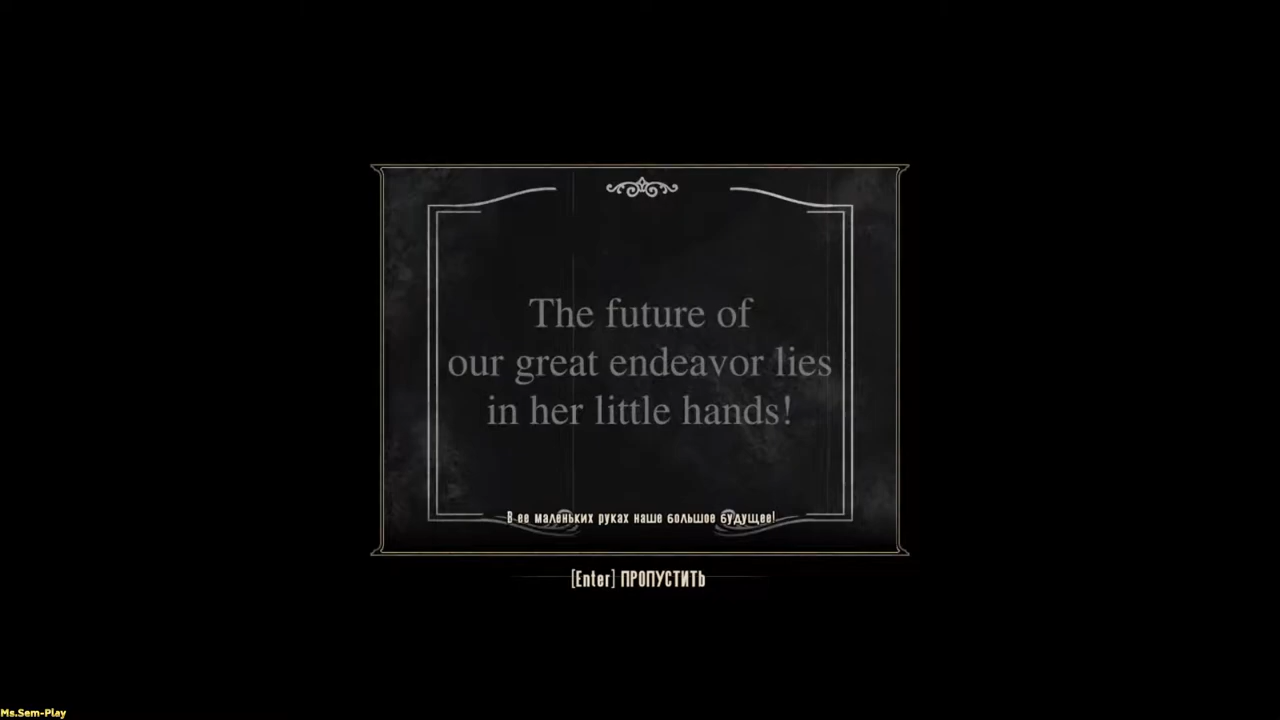 The future of
our great endeavor lies
in her little hands!
В ее маленьких руках наше большое будущее!
[Enter] ПРОПУСТИТЬ
Ms.Sem-Play